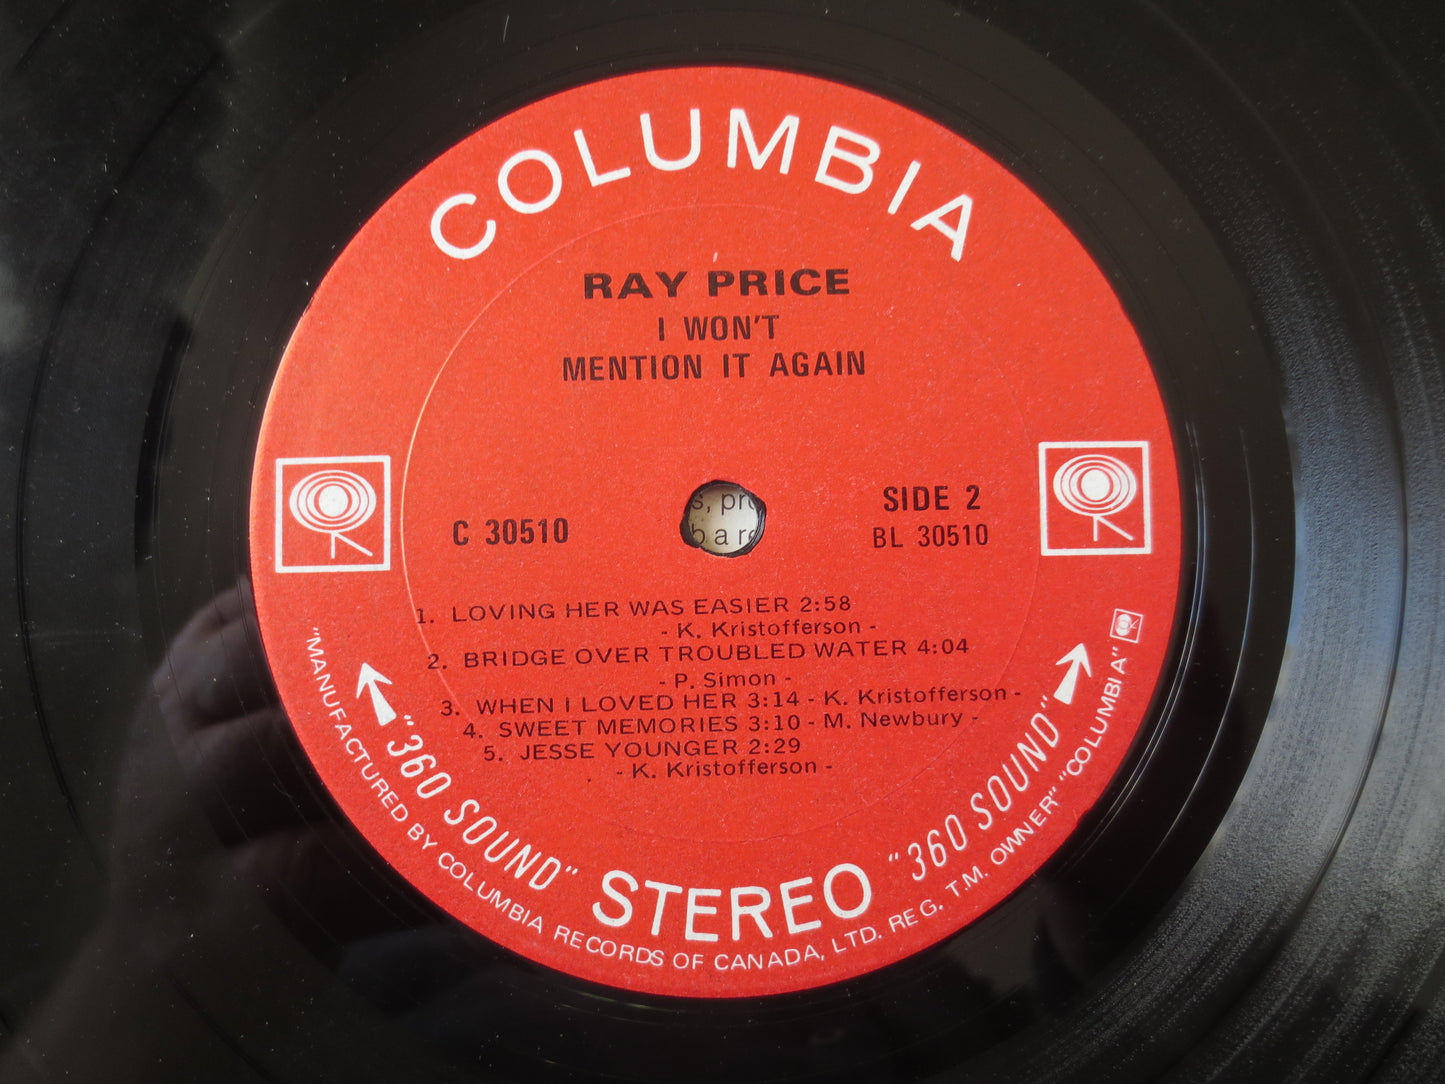 COLUMBIA
RAY PRICE
I WON'T
MENTION IT AGAIN
C 30510
SIDE 2
BL 30510
s, pro
b a re
1. LOVING HER WAS EASIER 2:58
- K. Kristofferson -
2. BRIDGE OVER TROUBLED WATER 4:04
- P. Simon -
3. WHEN I LOVED HER 3:14 - K. Kristofferson -
4. SWEET MEMORIES 3:10 - M. Newbury -
5. JESSE YOUNGER 2:29
- K. Kristofferson -
"360 SOUND" STEREO "360 SOUND"
"MANUFACTURED BY COLUMBIA RECORDS OF CANADA, LTD. REG. T.M. OWNER" "COLUMBIA"